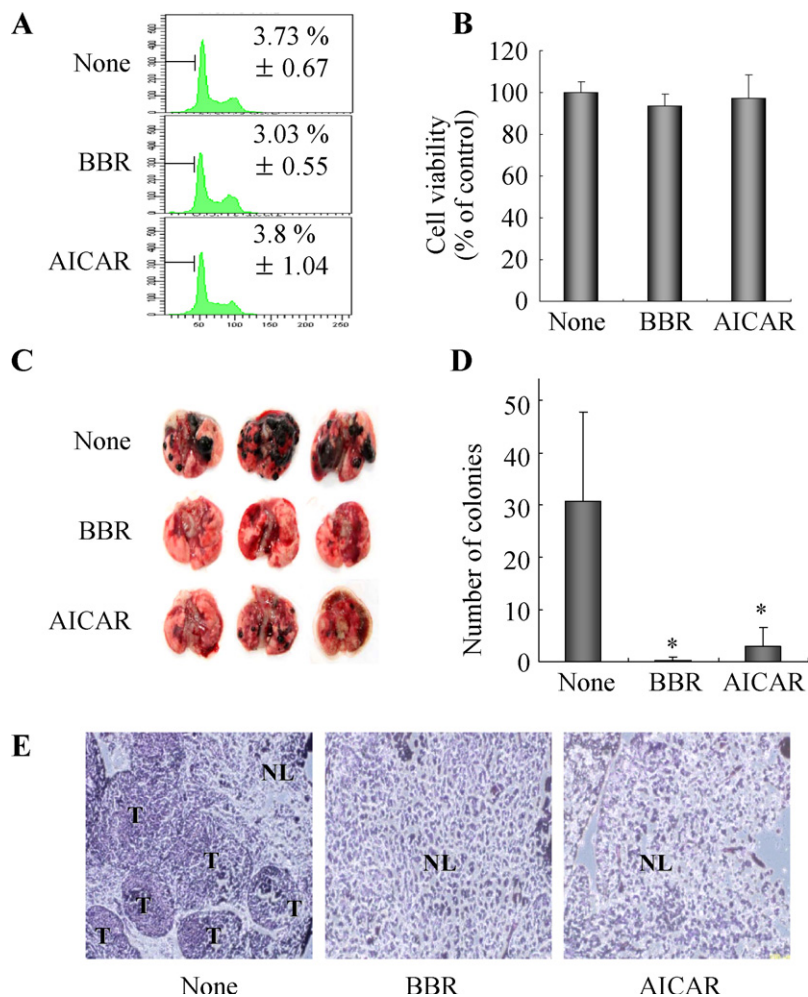 A
None
3.73 %
± 0.67
BBR
3.03 %
± 0.55
AICAR
3.8 %
± 1.04
50 100 150 200 250
B
Cell viability
(% of control)
120
100
80
60
40
20
0
None BBR AICAR
C
None
BBR
AICAR
D
Number of colonies
50
40
30
20
10
0
* *
None BBR AICAR
E
NL
T
T
T
T
T
T
NL
NL
None BBR AICAR